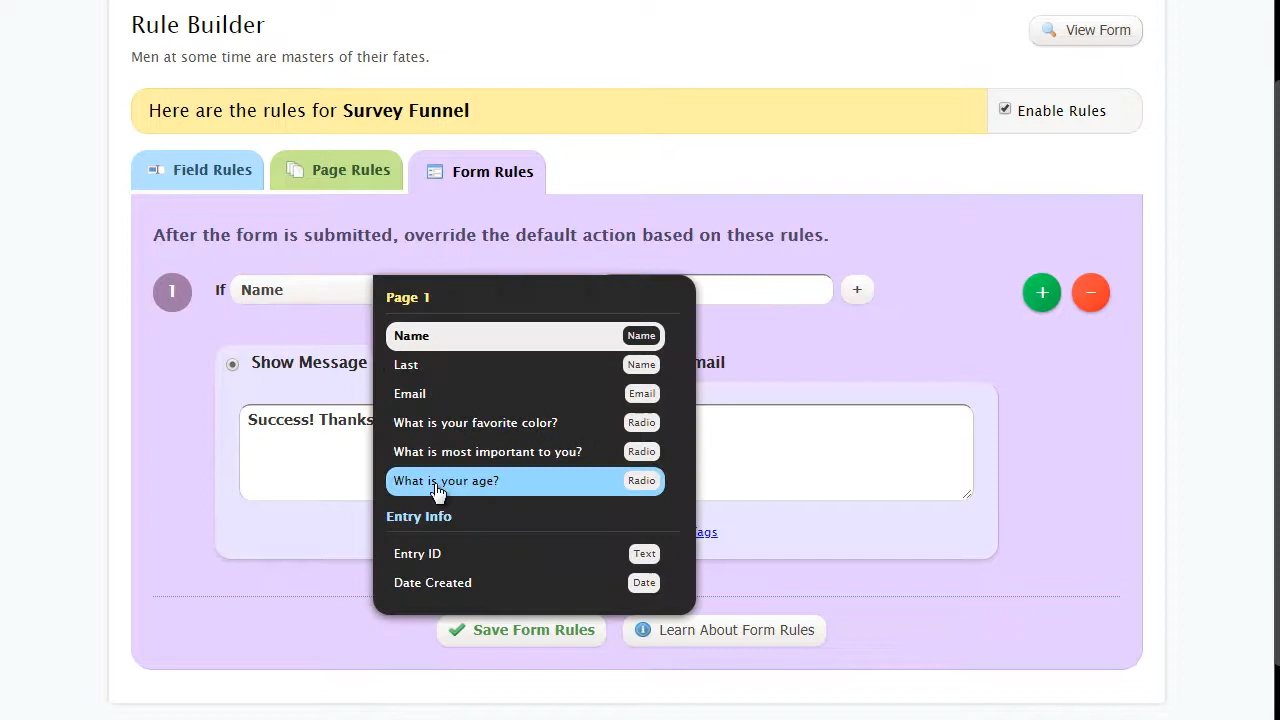 Rule Builder
View Form
Men at some time are masters of their fates.
Here are the rules for Survey Funnel
Enable Rules
Field Rules
Page Rules
Form Rules
After the form is submitted, override the default action based on these rules.
1 If Name + + −
Page 1
Name Name
Last Name
Email Email
What is your favorite color? Radio
What is most important to you? Radio
What is your age? Radio
Entry Info
Entry ID Text
Date Created Date
Show Message
Success! Thanks
Save Form Rules
Learn About Form Rules